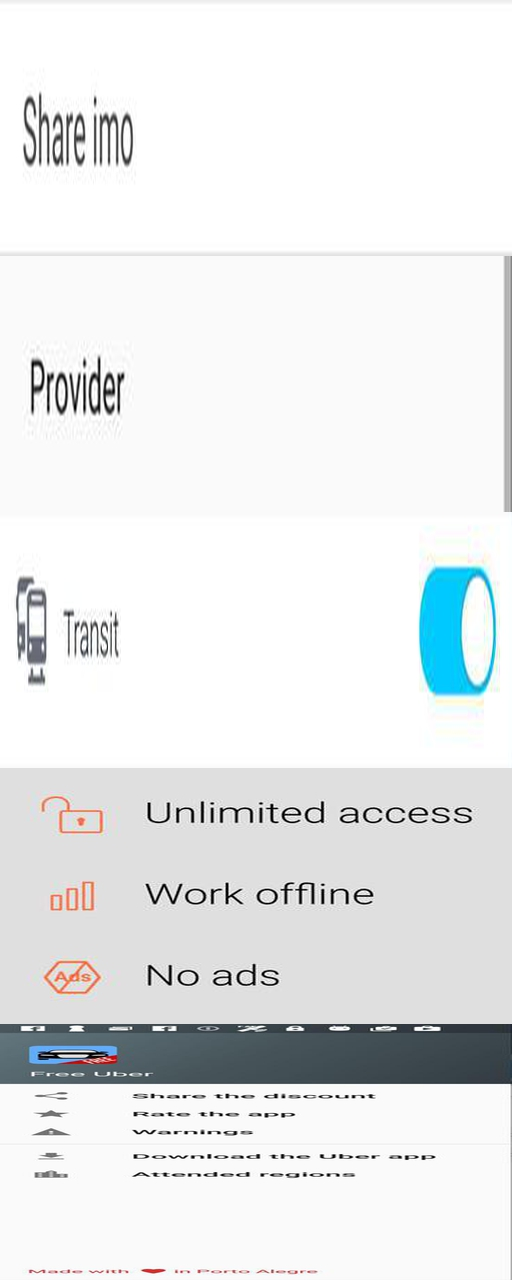 Share imo
Provider
Transit
Unlimited access
Work offline
Ads
No ads
FREE
Free Uber
Share the discount
Rate the app
Warnings
Download the Uber app
Attended regions
Made with in Porto Alegre